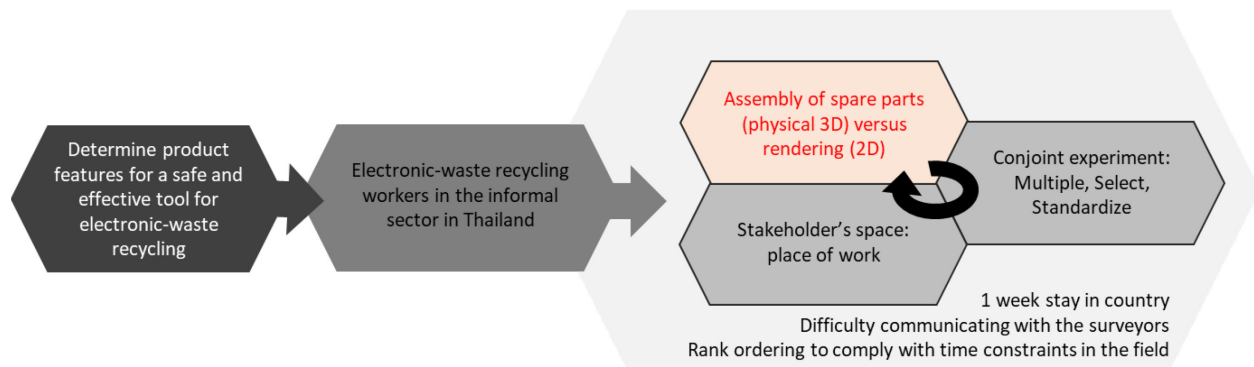 Determine product
features for a safe and
effective tool for
electronic-waste
recycling
Electronic-waste recycling
workers in the informal
sector in Thailand
Assembly of spare parts
(physical 3D) versus
rendering (2D)
Conjoint experiment:
Multiple, Select,
Standardize
Stakeholder's space:
place of work
1 week stay in country
Difficulty communicating with the surveyors
Rank ordering to comply with time constraints in the field